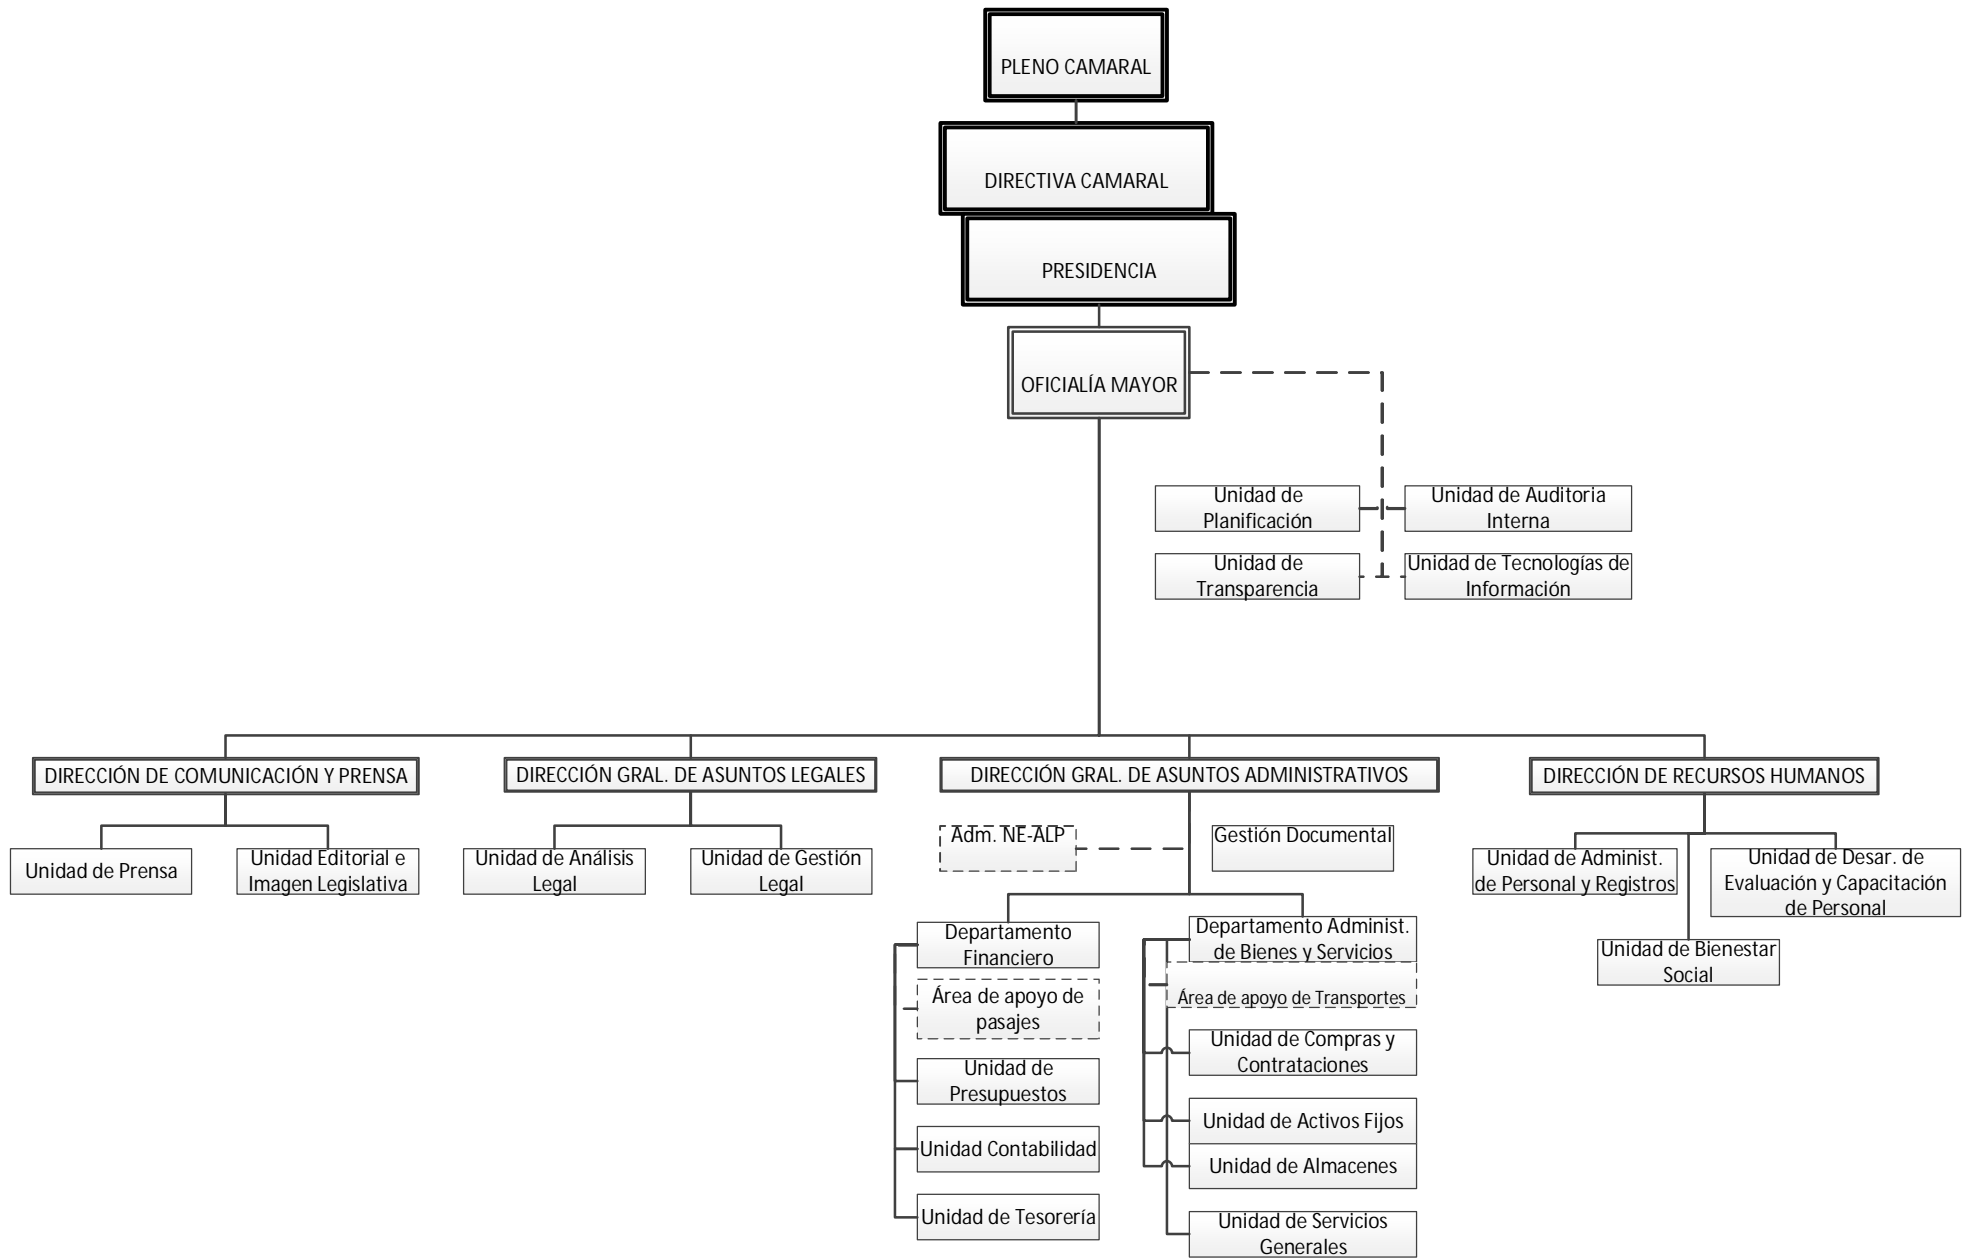 PLENO CAMARAL
DIRECTIVA CAMARAL
PRESIDENCIA
OFICIALÍA MAYOR
Unidad de
Planificación
Unidad de Auditoria
Interna
Unidad de
Transparencia
Unidad de Tecnologías de
Información
DIRECCIÓN DE COMUNICACIÓN Y PRENSA
DIRECCIÓN GRAL. DE ASUNTOS LEGALES
DIRECCIÓN GRAL. DE ASUNTOS ADMINISTRATIVOS
DIRECCIÓN DE RECURSOS HUMANOS
Unidad de Prensa
Unidad Editorial e
Imagen Legislativa
Unidad de Análisis
Legal
Unidad de Gestión
Legal
Adm. NE-ALP
Gestión Documental
Unidad de Administ.
de Personal y Registros
Unidad de Desar. de
Evaluación y Capacitación
de Personal
Unidad de Bienestar
Social
Departamento
Financiero
Área de apoyo de
pasajes
Unidad de
Presupuestos
Unidad Contabilidad
Unidad de Tesorería
Departamento Administ.
de Bienes y Servicios
Área de apoyo de Transportes
Unidad de Compras y
Contrataciones
Unidad de Activos Fijos
Unidad de Almacenes
Unidad de Servicios
Generales